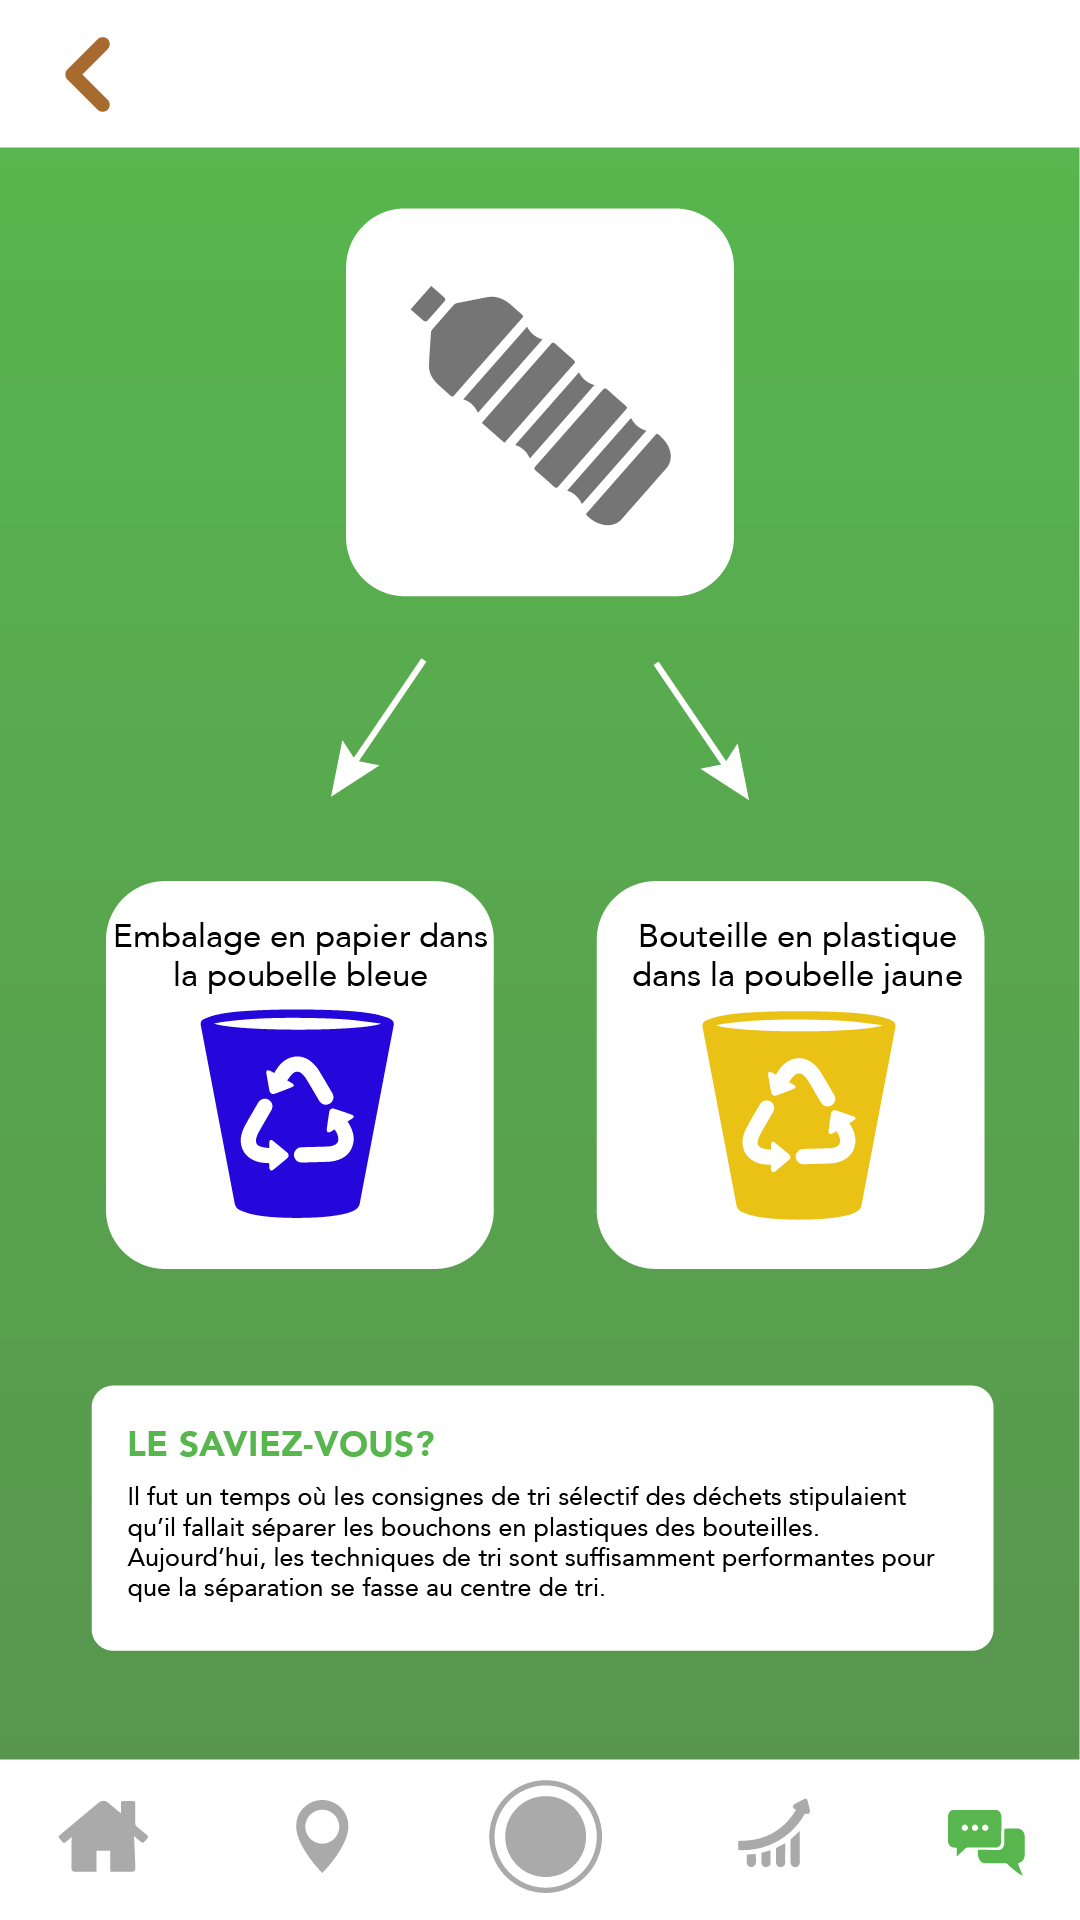 Embalage en papier dans
la poubelle bleue
Bouteille en plastique
dans la poubelle jaune
LE SAVIEZ-VOUS?
Il fut un temps où les consignes de tri sélectif des déchets stipulaient
qu’il fallait séparer les bouchons en plastiques des bouteilles.
Aujourd’hui, les techniques de tri sont suffisamment performantes pour
que la séparation se fasse au centre de tri.